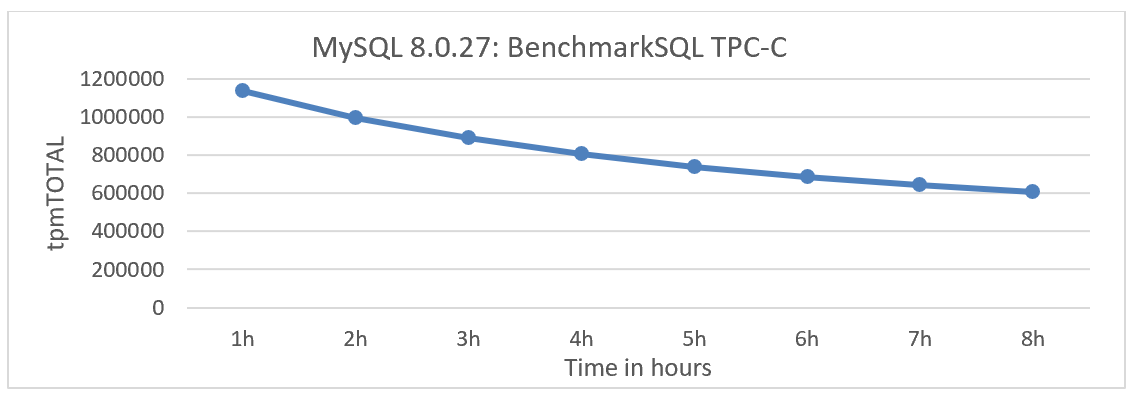 MySQL 8.0.27: BenchmarkSQL TPC-C
tpmTOTAL
1200000
1000000
800000
600000
400000
200000
0
1h 2h 3h 4h 5h 6h 7h 8h
Time in hours